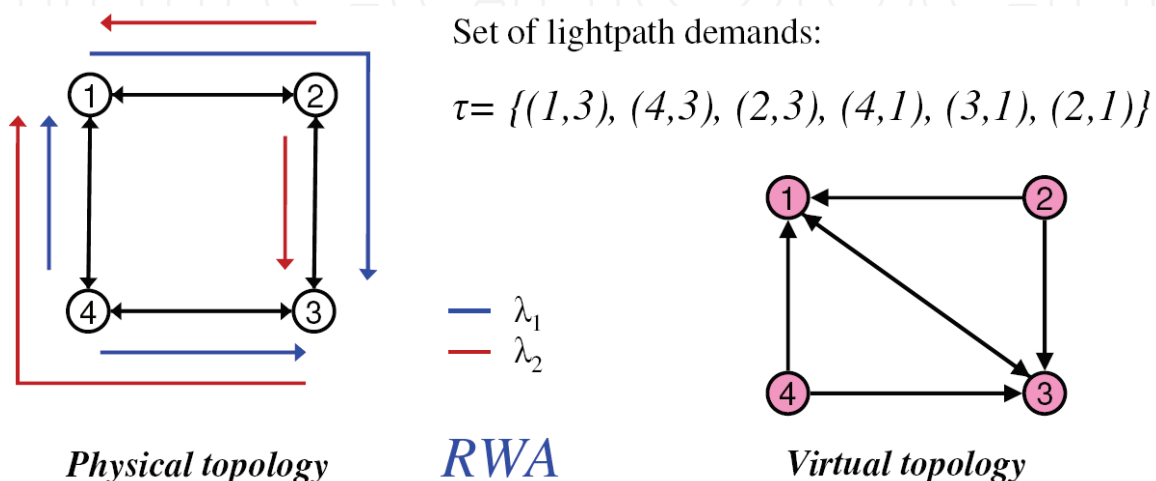 Set of lightpath demands:
τ= {(1,3), (4,3), (2,3), (4,1), (3,1), (2,1)}
1
2
4
3
λ1
λ2
1
2
4
3
Physical topology
RWA
Virtual topology